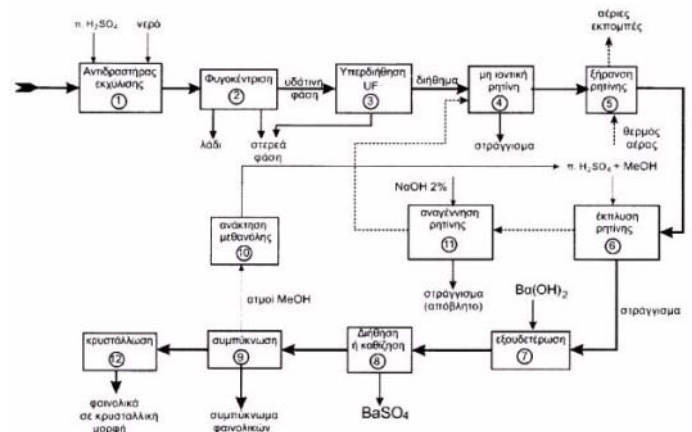 π. H₂SO₄
νερό
Αντιδραστήρας
εκχύλισης
1
Φυγοκέντριση
2
λάδι
στερεά
φάση
υδάτινη
φάση
Υπερδιήθηση
UF
3
διήθημα
μη ιοντική
ρητίνη
4
στράγγισμα
αέριες
εκπομπές
ξήρανση
ρητίνης
5
θερμός
αέρας
π. H₂SO₄ + MeOH
NaOH 2%
ανάκτηση
μεθανόλης
10
αναγέννηση
ρητίνης
11
έκπλυση
ρητίνης
6
στράγγισμα
(απόβλητο)
ατμοί MeOH
Ba(OH)₂
στράγγισμα
κρυστάλλωση
12
συμπύκνωση
9
Διήθηση
ή καθίζηση
8
εξουδετέρωση
7
φαινολικά
σε κρυσταλλική
μορφή
συμπύκνωμα
φαινολικών
BaSO₄